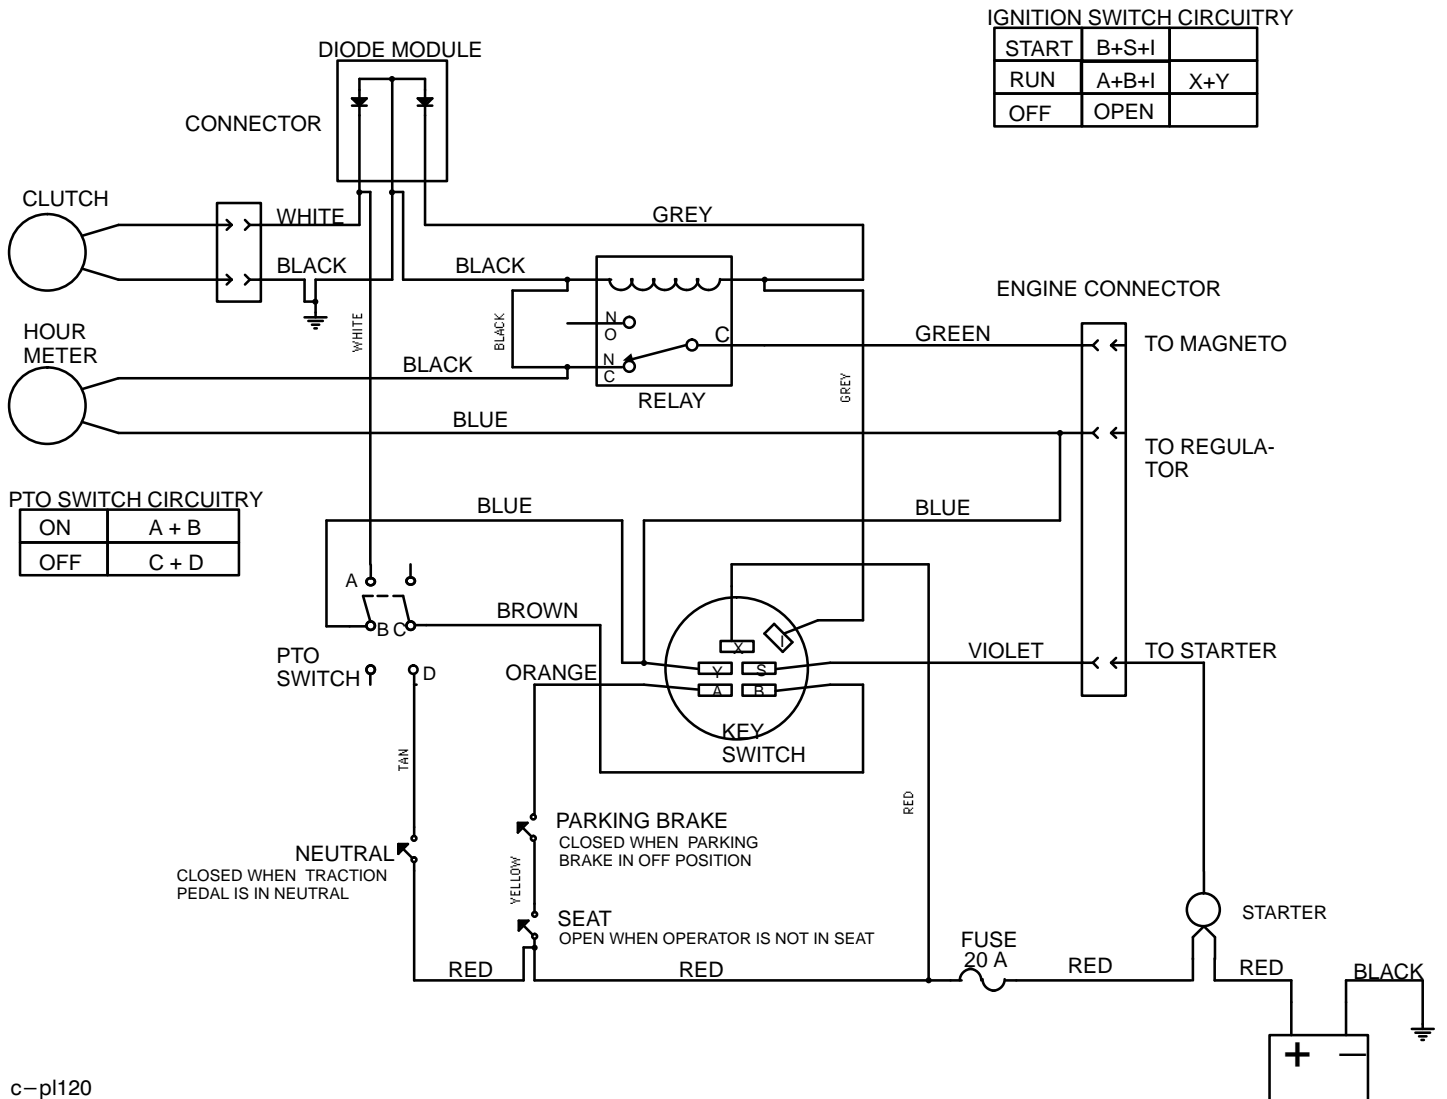 IGNITION SWITCH CIRCUITRY
START B+S+I
RUN A+B+I X+Y
OFF OPEN
DIODE MODULE
CONNECTOR
CLUTCH
WHITE
GREY
BLACK
BLACK
ENGINE CONNECTOR
HOUR
METER
WHITE
BLACK
N
O
C
N
C
GREEN
TO MAGNETO
BLACK
RELAY
GREY
BLUE
TO REGULA-
TOR
PTO SWITCH CIRCUITRY
ON A + B
OFF C + D
BLUE
BLUE
A
B C
BROWN
PTO
SWITCH
D
ORANGE
X
I
Y
S
A
B
KEY
SWITCH
VIOLET
TO STARTER
TAN
RED
NEUTRAL
CLOSED WHEN TRACTION
PEDAL IS IN NEUTRAL
PARKING BRAKE
CLOSED WHEN PARKING
BRAKE IN OFF POSITION
YELLOW
SEAT
OPEN WHEN OPERATOR IS NOT IN SEAT
STARTER
RED
RED
FUSE
20 A
RED
RED
BLACK
+
—
c−pl120